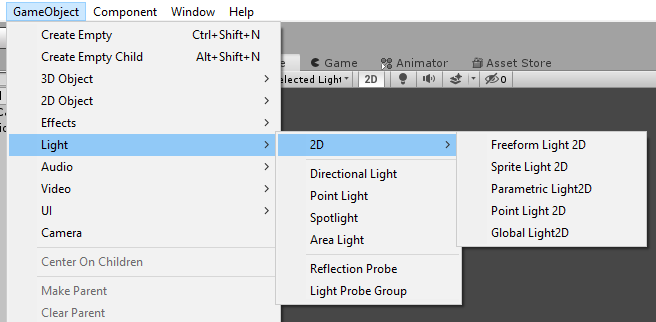 GameObject Component Window Help
Create Empty Ctrl+Shift+N
Create Empty Child Alt+Shift+N
Game Animator Asset Store
3D Object
2D
2D Object
Effects
Light
2D
Freeform Light 2D
Audio
Directional Light
Sprite Light 2D
Video
Point Light
Parametric Light2D
UI
Spotlight
Point Light 2D
Camera
Area Light
Global Light2D
Center On Children
Reflection Probe
Make Parent
Light Probe Group
Clear Parent